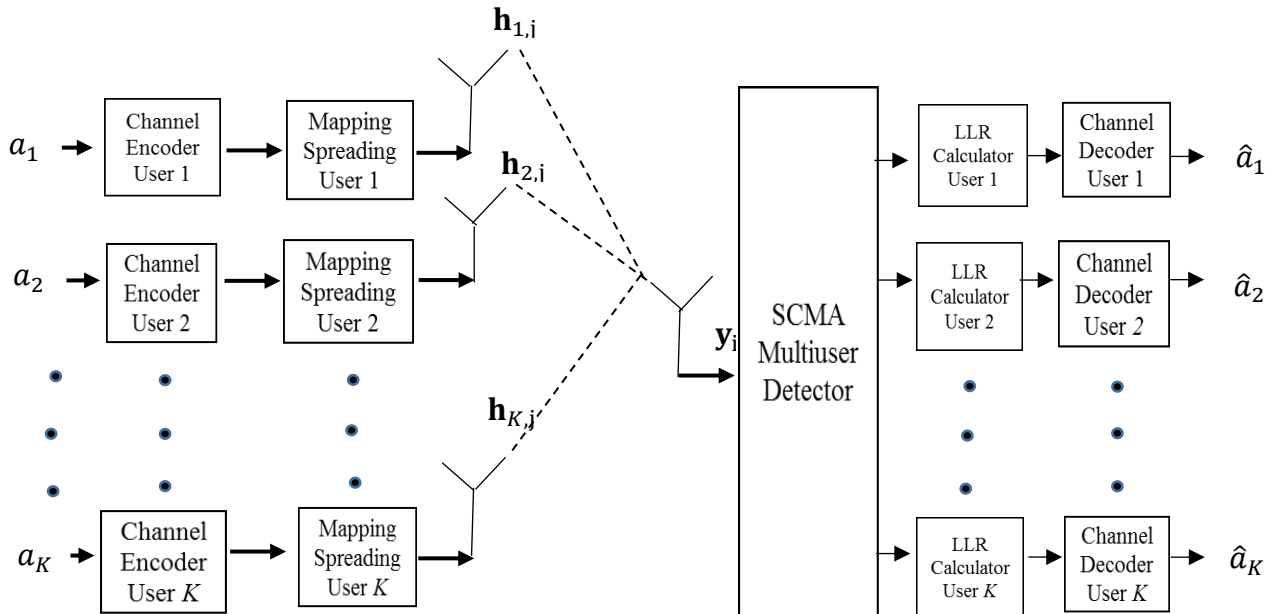 h1,j
a1
Channel
Encoder
User 1
Mapping
Spreading
User 1
LLR
Calculator
User 1
Channel
Decoder
User 1
â1
h2,j
a2
Channel
Encoder
User 2
Mapping
Spreading
User 2
LLR
Calculator
User 2
Channel
Decoder
User 2
â2
yj
SCMA
Multiuser
Detector
hK,j
aK
Channel
Encoder
User K
Mapping
Spreading
User K
LLR
Calculator
User K
Channel
Decoder
User K
âK